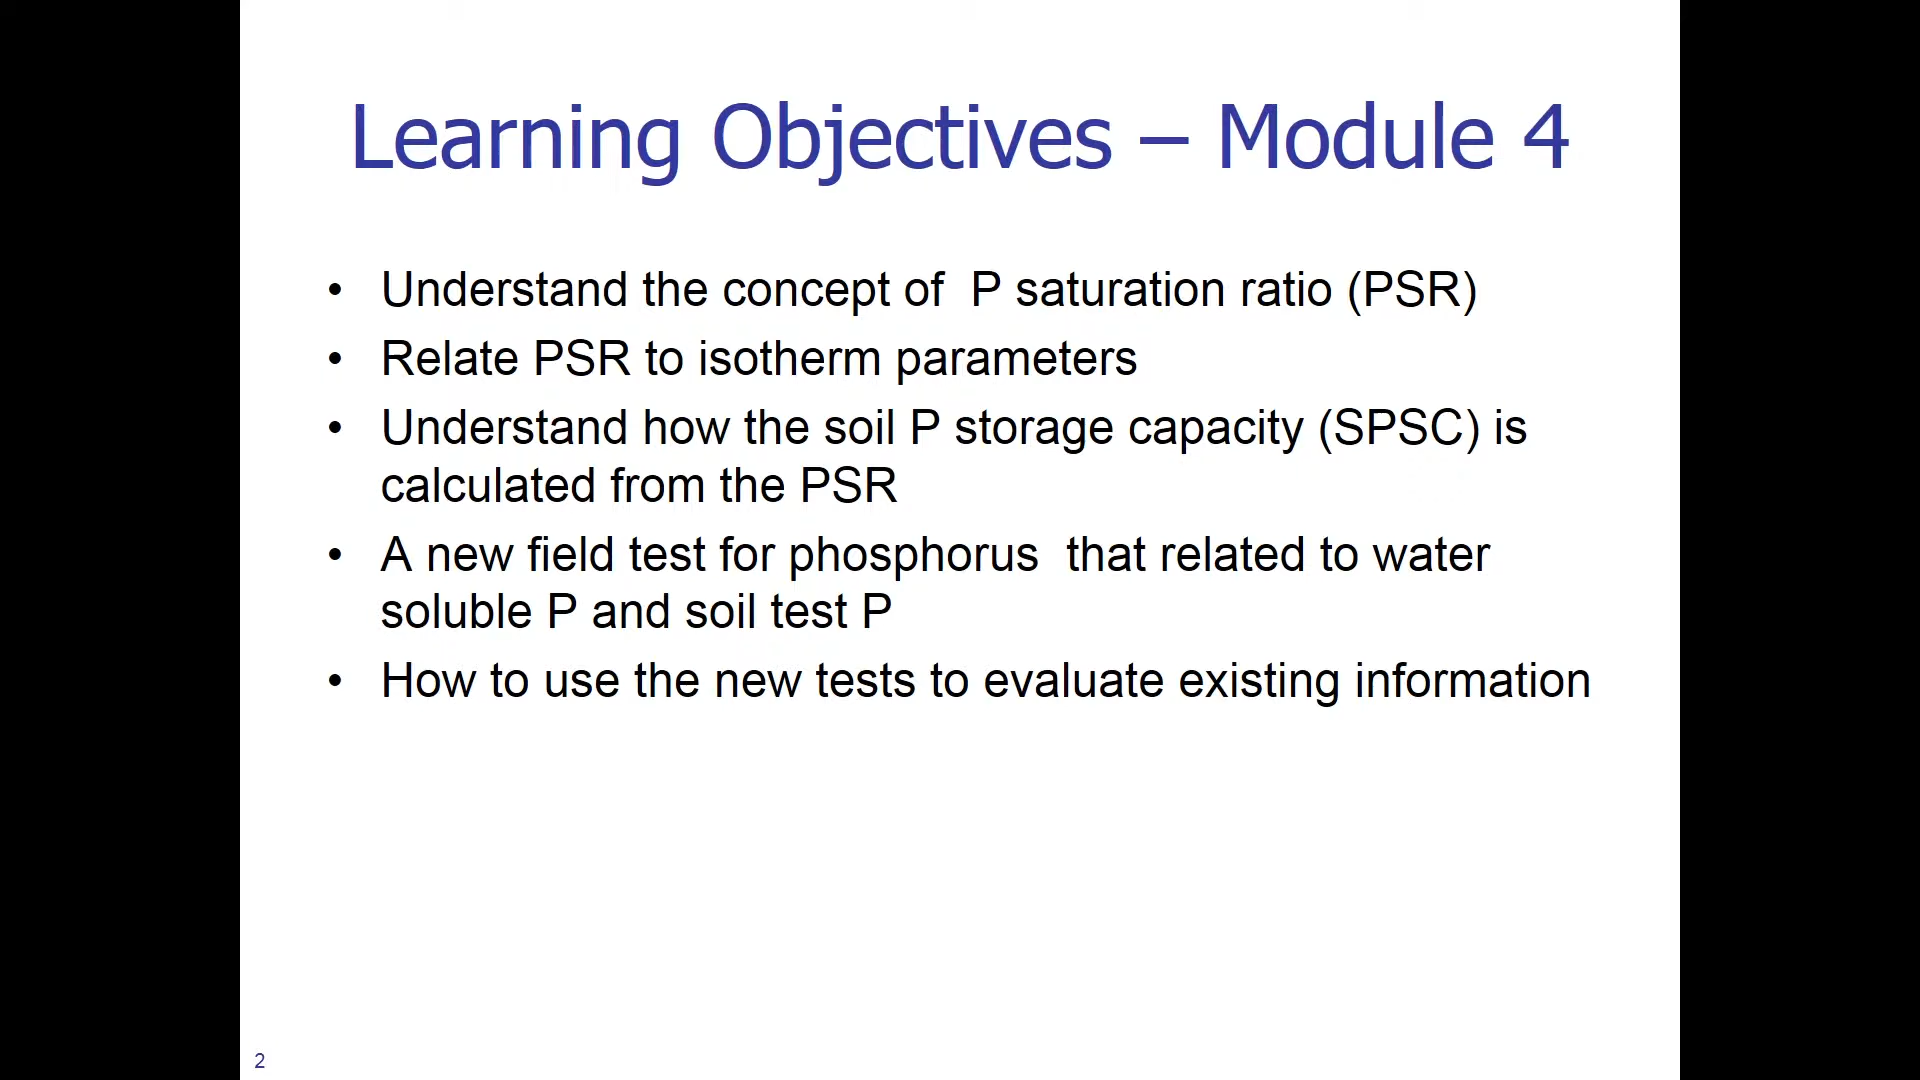 Learning Objectives – Module 4
• Understand the concept of  P saturation ratio (PSR)
• Relate PSR to isotherm parameters
• Understand how the soil P storage capacity (SPSC) is
calculated from the PSR
• A new field test for phosphorus  that related to water
soluble P and soil test P
• How to use the new tests to evaluate existing information
2